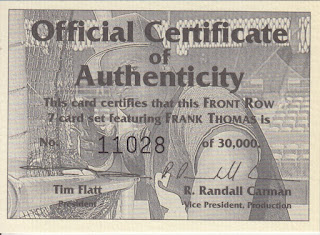 Official Certificate
of
Authenticity
This card certifies that this FRONT ROW
7 card set featuring FRANK THOMAS is
No. 11028 of 30,000.
Tim Flatt R. Randall Carman
President Vice President, Production